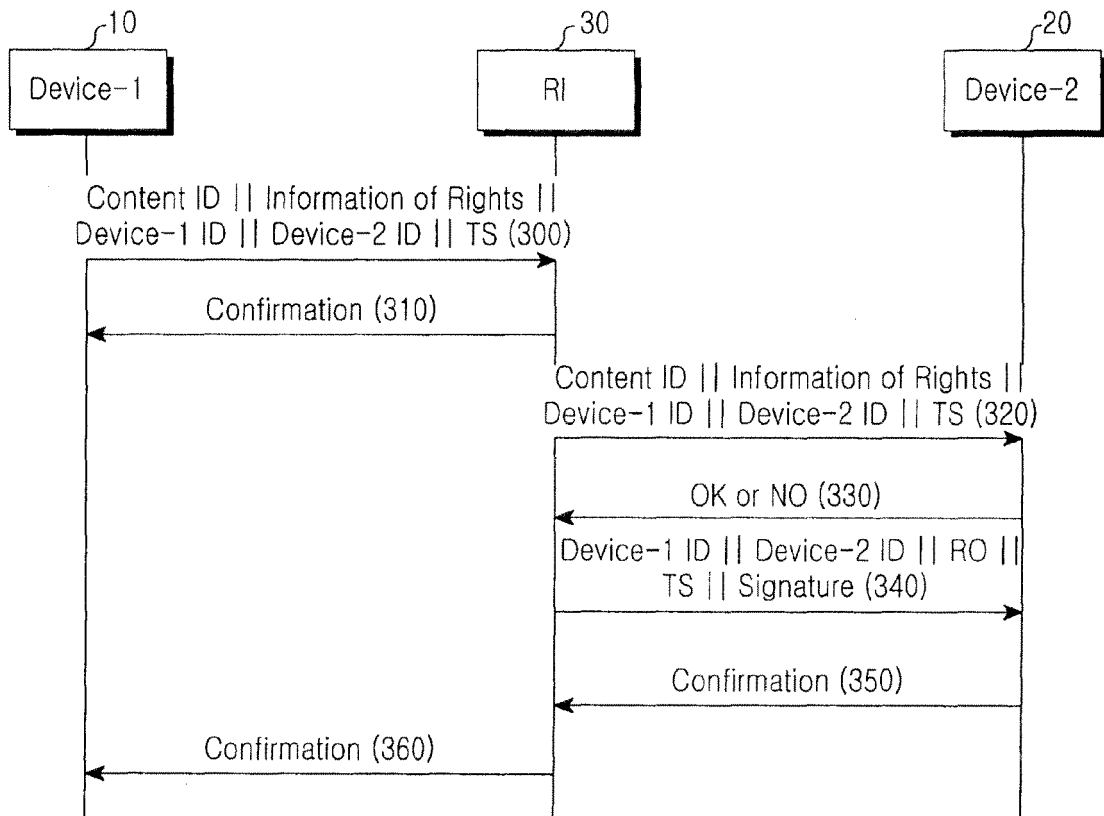 10
30
20
Device-1
RI
Device-2
Content ID || Information of Rights ||
Device-1 ID || Device-2 ID || TS (300)
Confirmation (310)
Content ID || Information of Rights ||
Device-1 ID || Device-2 ID || TS (320)
OK or NO (330)
Device-1 ID || Device-2 ID || RO ||
TS || Signature (340)
Confirmation (350)
Confirmation (360)